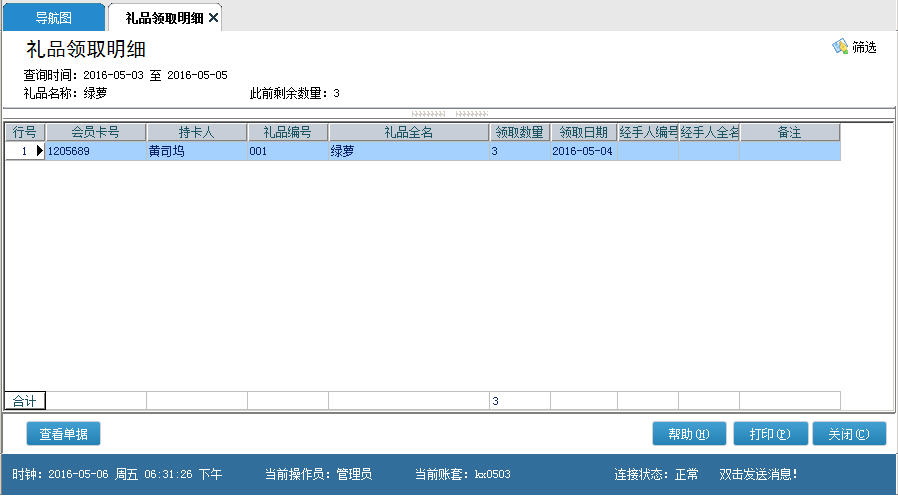 导航图 礼品领取明细
礼品领取明细 筛选
查询时间：2016-05-03 至 2016-05-05
礼品名称：绿萝 此前剩余数量：3
行号 会员卡号 持卡人 礼品编号 礼品全名 领取数量 领取日期 经手人编号 经手人全名 备注
1 1205689 黄司坞 001 绿萝 3 2016-05-04
合计 3
查看单据 帮助(H) 打印(P) 关闭(C)
时钟：2016-05-06 周五 06:31:26 下午 当前操作员：管理员 当前账套：kx0503 连接状态：正常 双击发送消息！